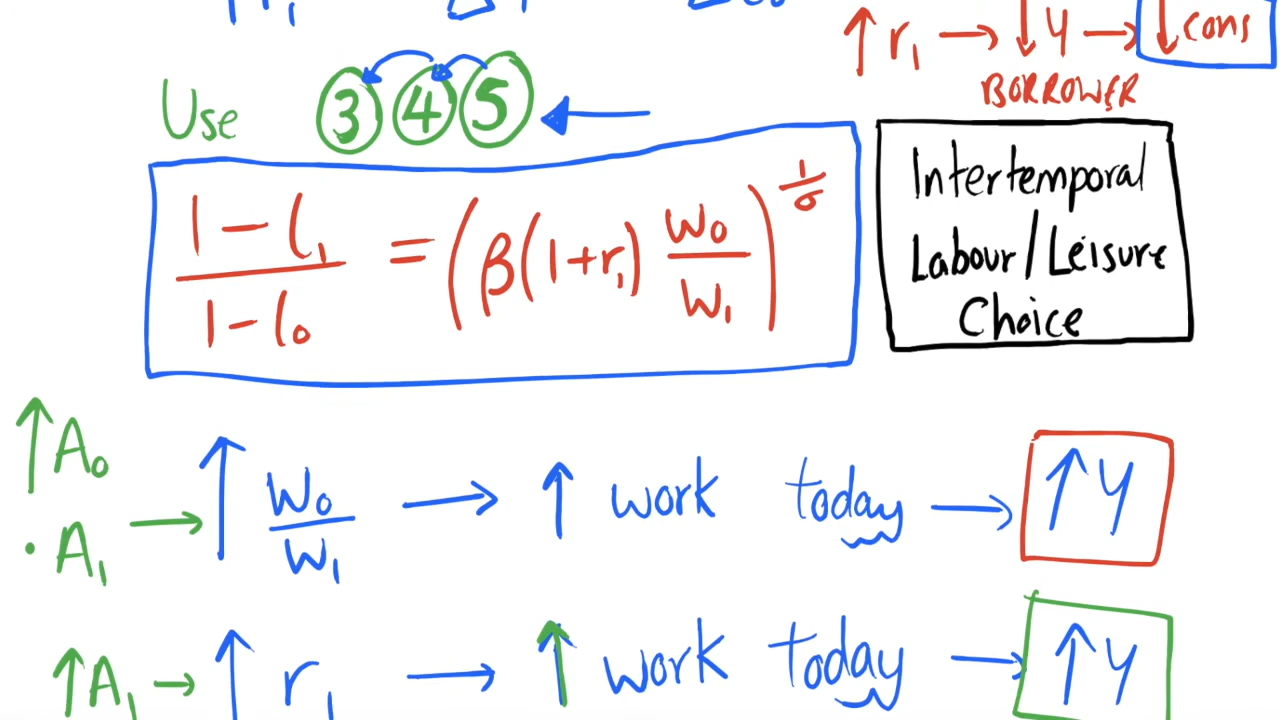 ↑ r₁ → ↓ Y → ↓ cons
BORROWER
Use 3 4 5
(1 - l₁)/(1 - l₀) = (β(1+r₁) w₀/w₁)^(1/σ)
Intertemporal
Labour/Leisure
Choice
↑ A₀
· A₁ → ↑ w₀/w₁ → ↑ work today → ↑ Y
↑ A₁ → ↑ r₁ → ↑ work today → ↑ Y